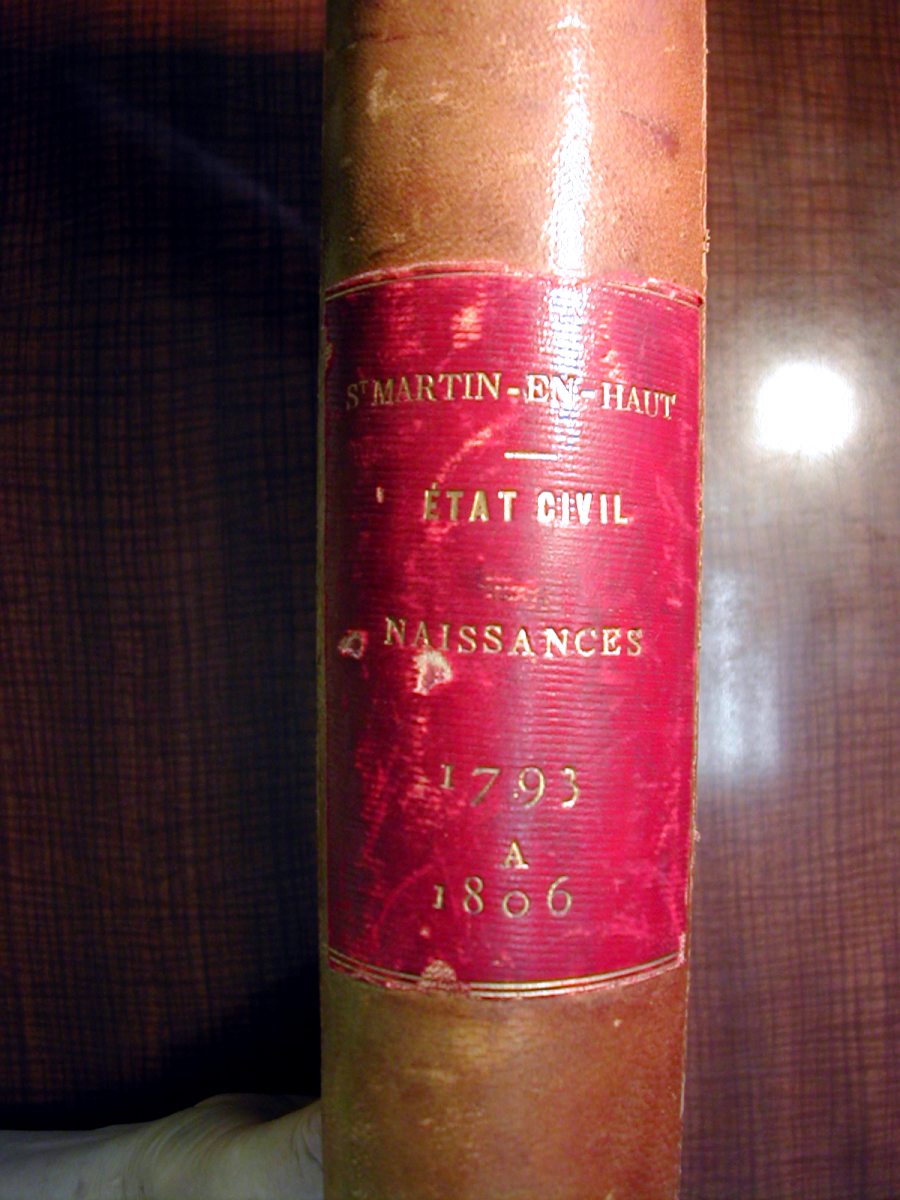 ST MARTIN-EN-HAUT
ÉTAT CIVIL
NAISSANCES
1793
A
1806